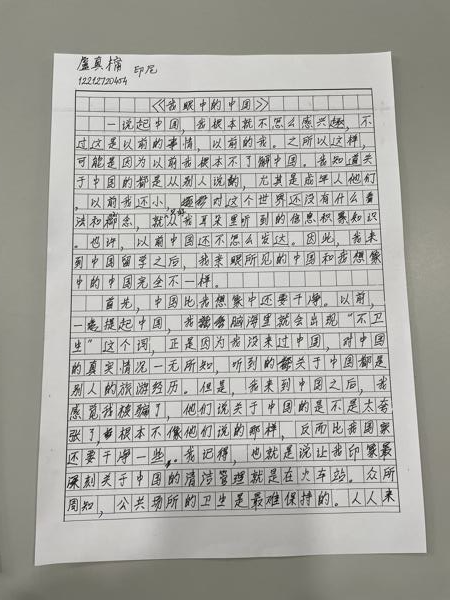 卢真楠 印尼
12212720454
《我眼中的中国》
一说起中国，我根本就不怎么感兴趣，不
过这是以前的事情，以前的我。之所以这样，
可能是因为以前我根本不了解中国。我知道关
于中国的都是从别人说的，尤其是成年人他们
，以前我还小，对这个世界还没有什么看
法和概念，就只能从我耳朵里听到的信息积累知识
。也许，以前中国还不怎么发达。因此，我来
到中国留学之后，我亲眼所见的中国和我想象
中的中国完全不一样。
首先，中国比我想象中还要干净。以前，
一提起中国，我脑海里就会出现“不卫
生”这个词，正是因为我没来过中国，对中国
的真实情况一无所知，听到的关于中国都是
别人的旅游经历。但是，我来到中国之后，我
感觉我被骗了，他们说关于中国的是不是太夸
张了，根本不像他们说的那样，反而比我国家
还要干净一些。我记得，也就是说让我印象最
深刻关于中国的清洁管理就是在火车站。众所
周知，公共场所的卫生是最难保持的。人人来